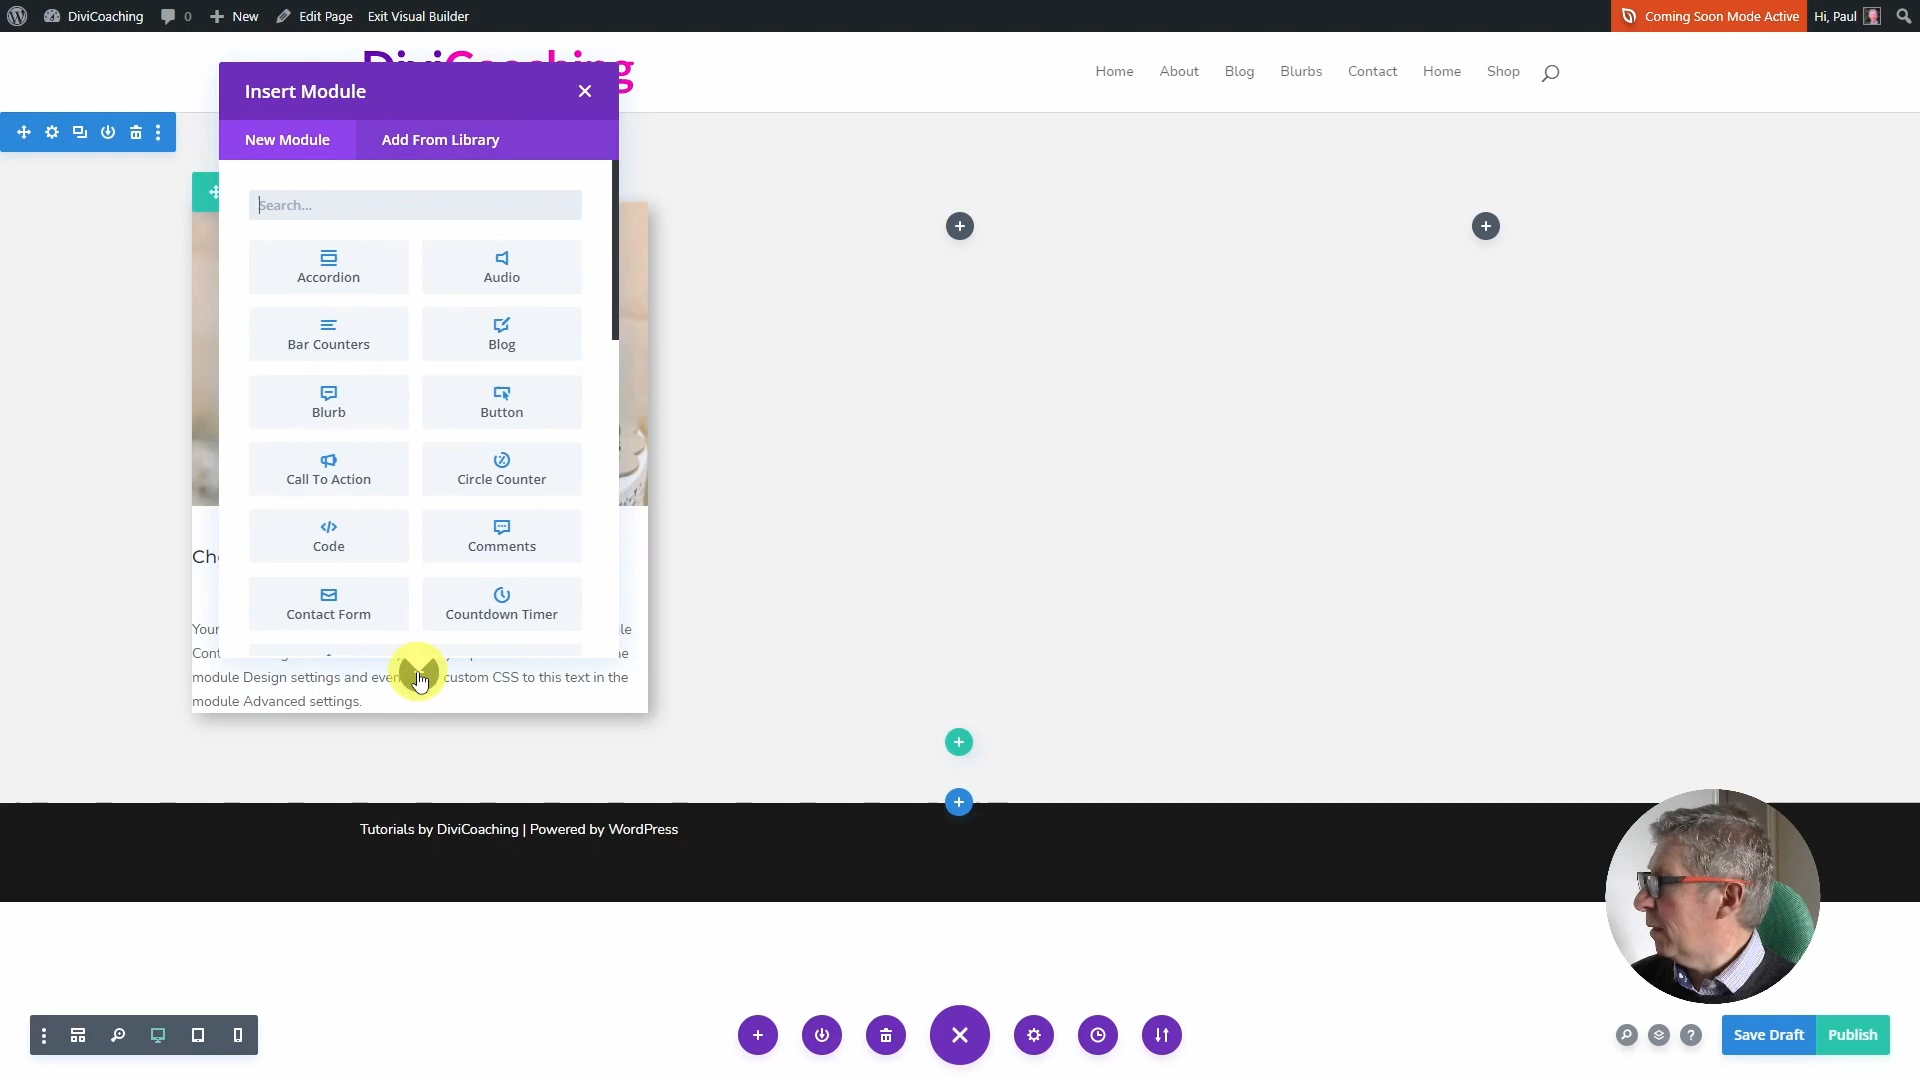 DiviCoaching
0
New
Edit Page
Exit Visual Builder
Coming Soon Mode Active
Hi, Paul
DiviCoaching
Home
About
Blog
Blurbs
Contact
Home
Shop
Insert Module
New Module
Add From Library
Search...
Accordion
Audio
Bar Counters
Blog
Blurb
Button
Call To Action
Circle Counter
Code
Comments
Contact Form
Countdown Timer
Your
module Design settings and custom CSS to this text in the
module Advanced settings.
Tutorials by DiviCoaching | Powered by WordPress
?
Save Draft
Publish